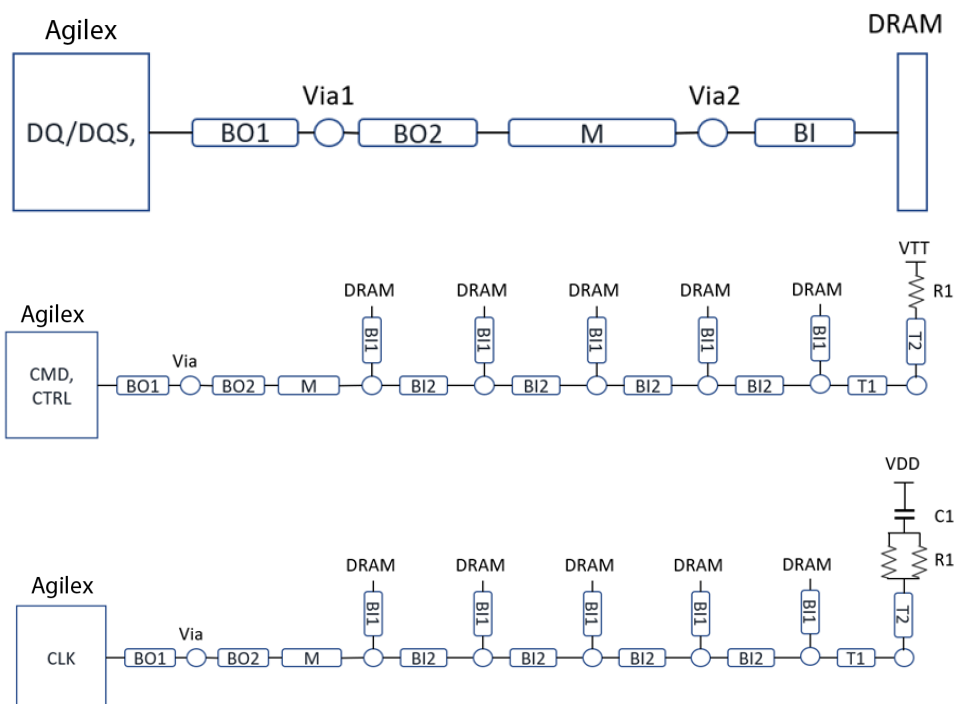 Agilex
DRAM
Via1
Via2
DQ/DQS,
BO1
BO2
M
BI
VTT
R1
DRAM
DRAM
DRAM
DRAM
DRAM
Agilex
BI1
BI1
BI1
BI1
BI1
T2
Via
CMD,
CTRL
BO1
BO2
M
BI2
BI2
BI2
BI2
T1
VDD
C1
R1
DRAM
DRAM
DRAM
DRAM
DRAM
Agilex
BI1
BI1
BI1
BI1
BI1
T2
Via
CLK
BO1
BO2
M
BI2
BI2
BI2
BI2
T1